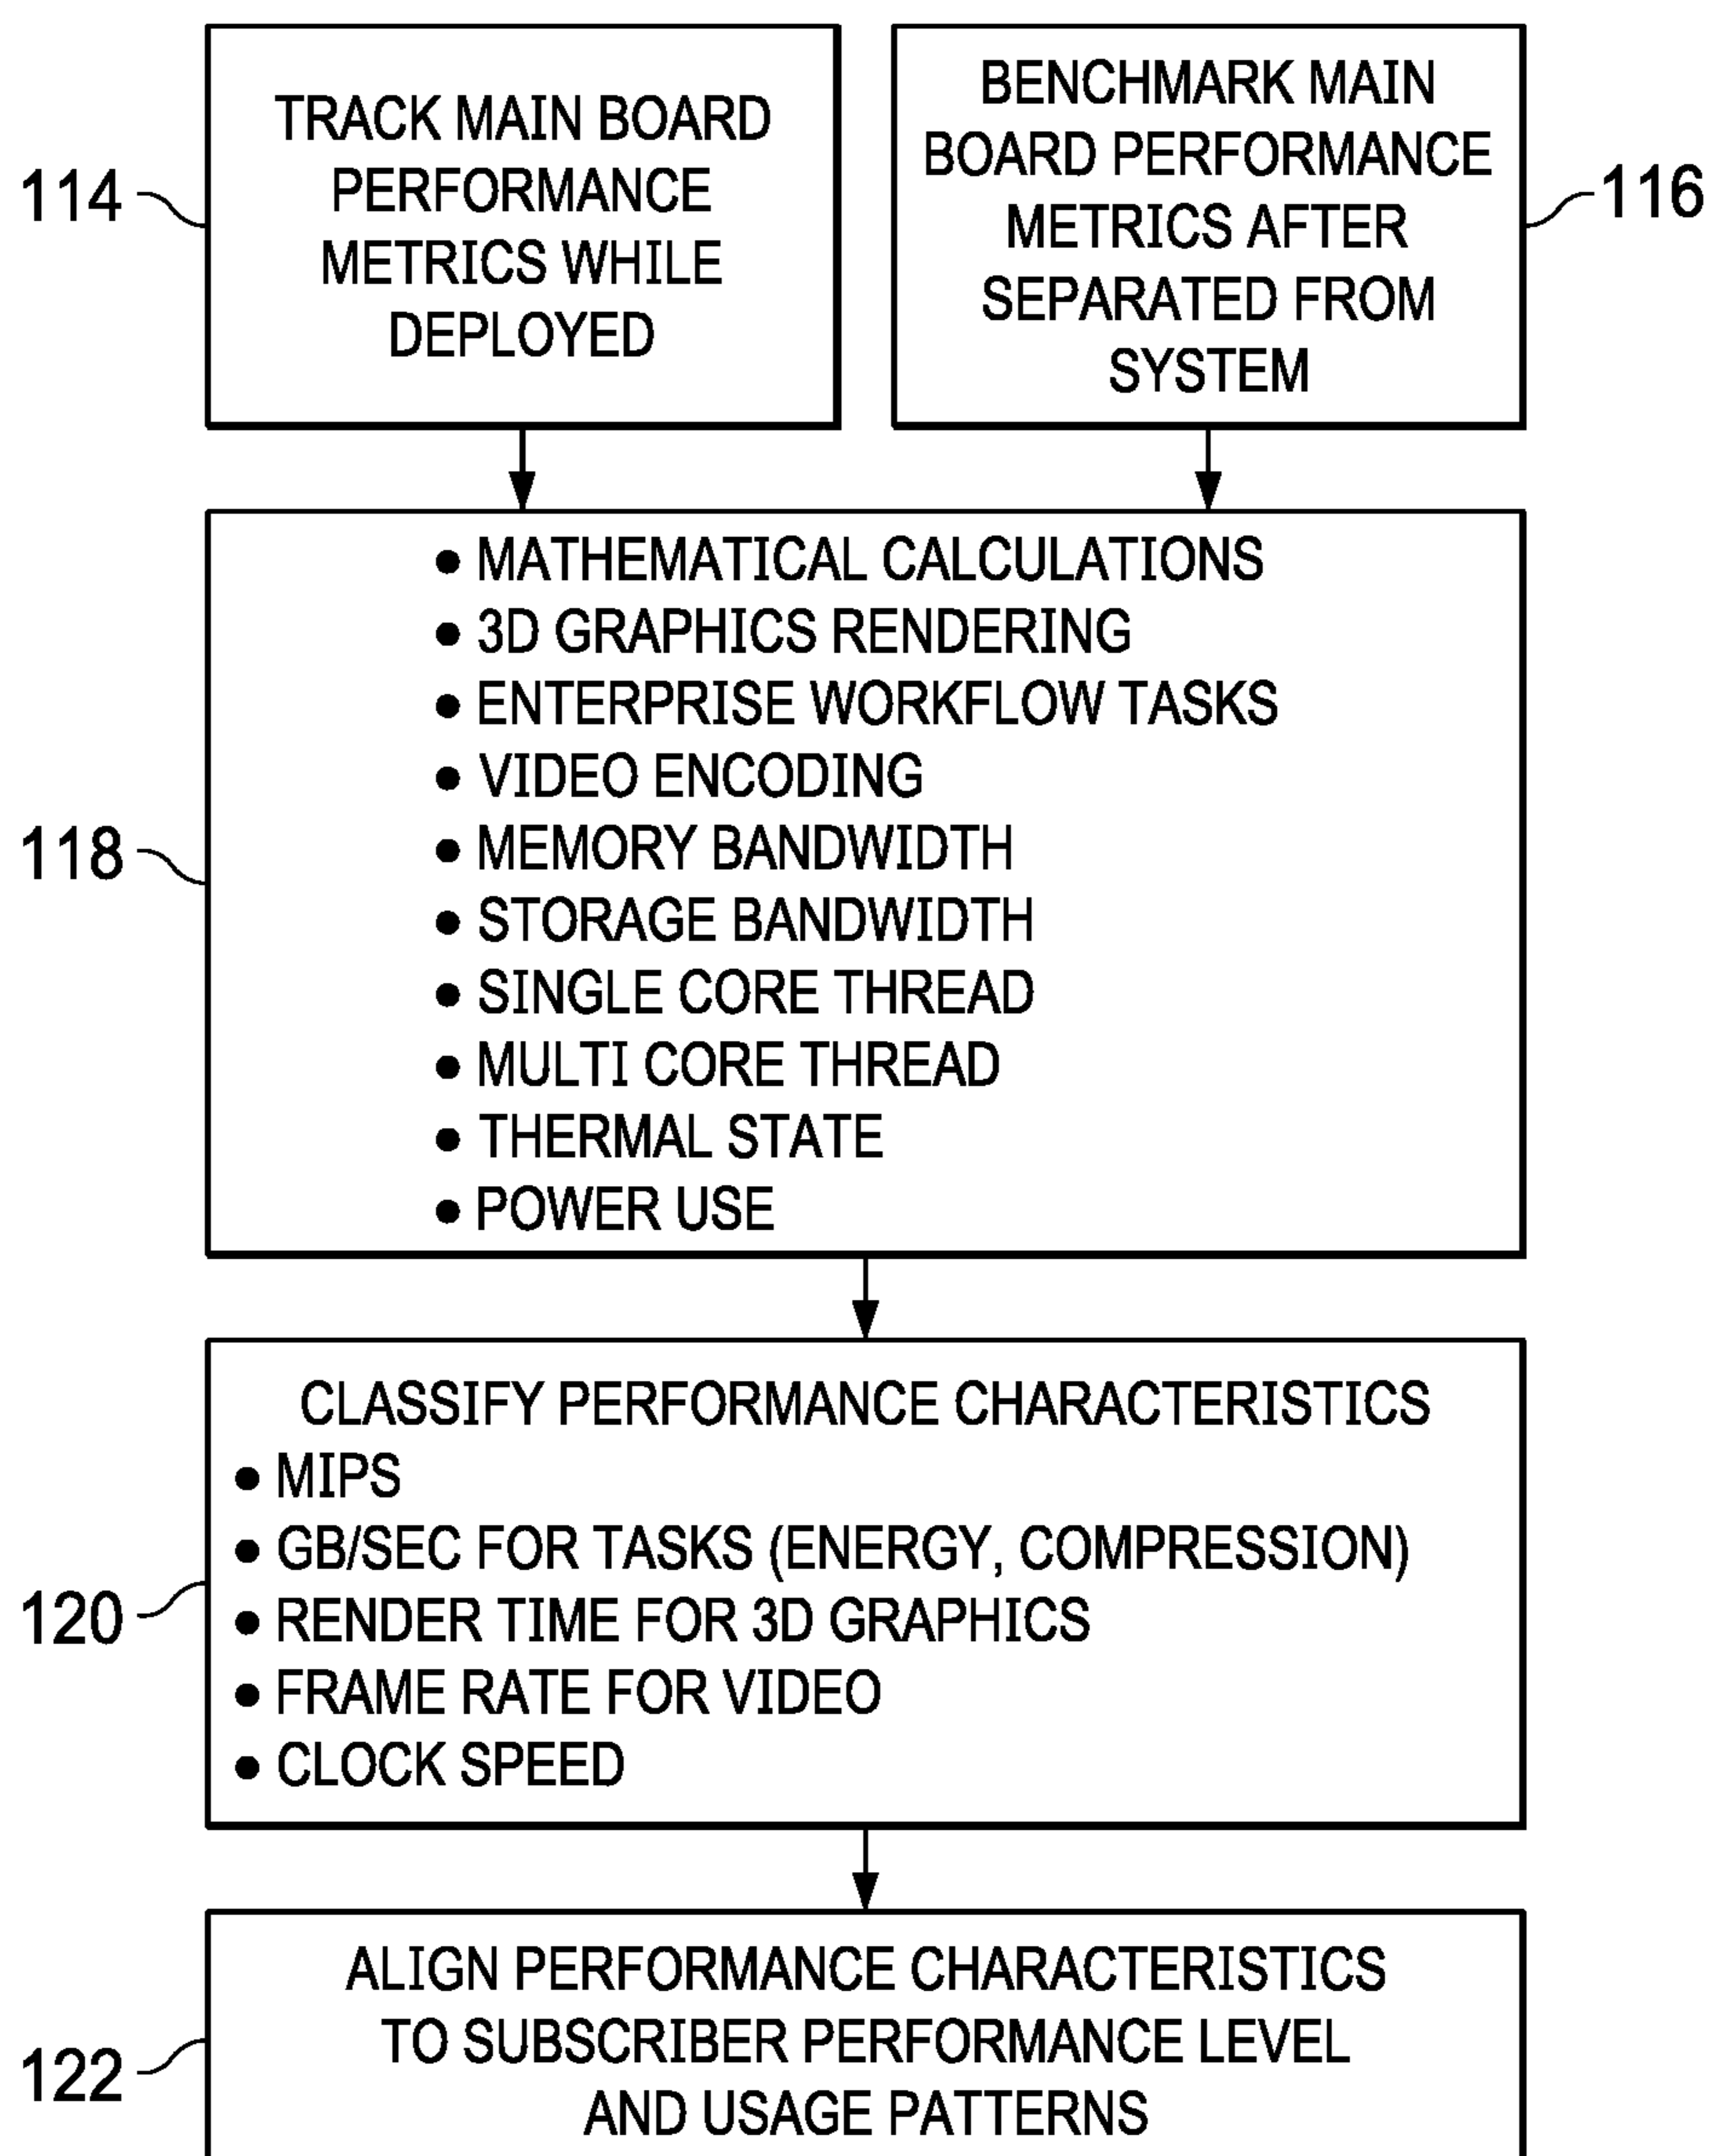 TRACK MAIN BOARD
PERFORMANCE
METRICS WHILE
DEPLOYED
114
BENCHMARK MAIN
BOARD PERFORMANCE
METRICS AFTER
SEPARATED FROM
SYSTEM
116
● MATHEMATICAL CALCULATIONS
● 3D GRAPHICS RENDERING
● ENTERPRISE WORKFLOW TASKS
● VIDEO ENCODING
● MEMORY BANDWIDTH
● STORAGE BANDWIDTH
● SINGLE CORE THREAD
● MULTI CORE THREAD
● THERMAL STATE
● POWER USE
118
CLASSIFY PERFORMANCE CHARACTERISTICS
● MIPS
● GB/SEC FOR TASKS (ENERGY, COMPRESSION)
● RENDER TIME FOR 3D GRAPHICS
● FRAME RATE FOR VIDEO
● CLOCK SPEED
120
ALIGN PERFORMANCE CHARACTERISTICS
TO SUBSCRIBER PERFORMANCE LEVEL
AND USAGE PATTERNS
122